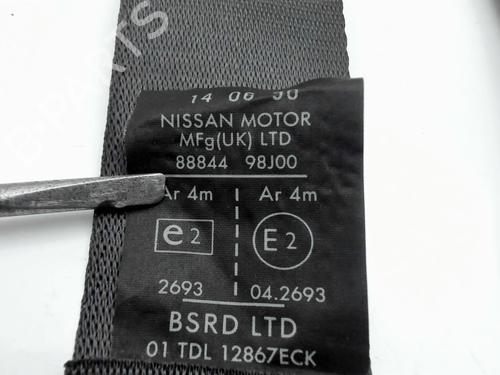 14 06 90
NISSAN MOTOR
MFg(UK) LTD
88844 98J00
Ar 4m Ar 4m
e2 E2
2693 04.2693
BSRD LTD
01 TDL 12867ECK
PARTS